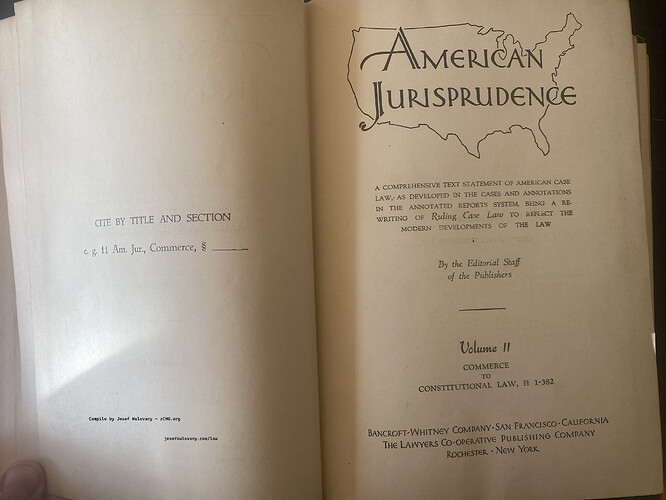 CITE BY TITLE AND SECTION
e. g. 11 Am. Jur., Commerce, §
Compile by Josef Walovany – rCMG.org
josefwalovany.com/law
AMERICAN
JURISPRUDENCE
A COMPREHENSIVE TEXT STATEMENT OF AMERICAN CASE
LAW, AS DEVELOPED IN THE CASES AND ANNOTATIONS
IN THE ANNOTATED REPORTS SYSTEM, BEING A RE-
WRITING OF Ruling Case Law TO REFLECT THE
MODERN DEVELOPMENTS OF THE LAW
By the Editorial Staff
of the Publishers
Volume 11
COMMERCE
TO
CONSTITUTIONAL LAW, §§ 1-382
BANCROFT-WHITNEY COMPANY · SAN FRANCISCO · CALIFORNIA
THE LAWYERS CO-OPERATIVE PUBLISHING COMPANY
ROCHESTER · NEW YORK